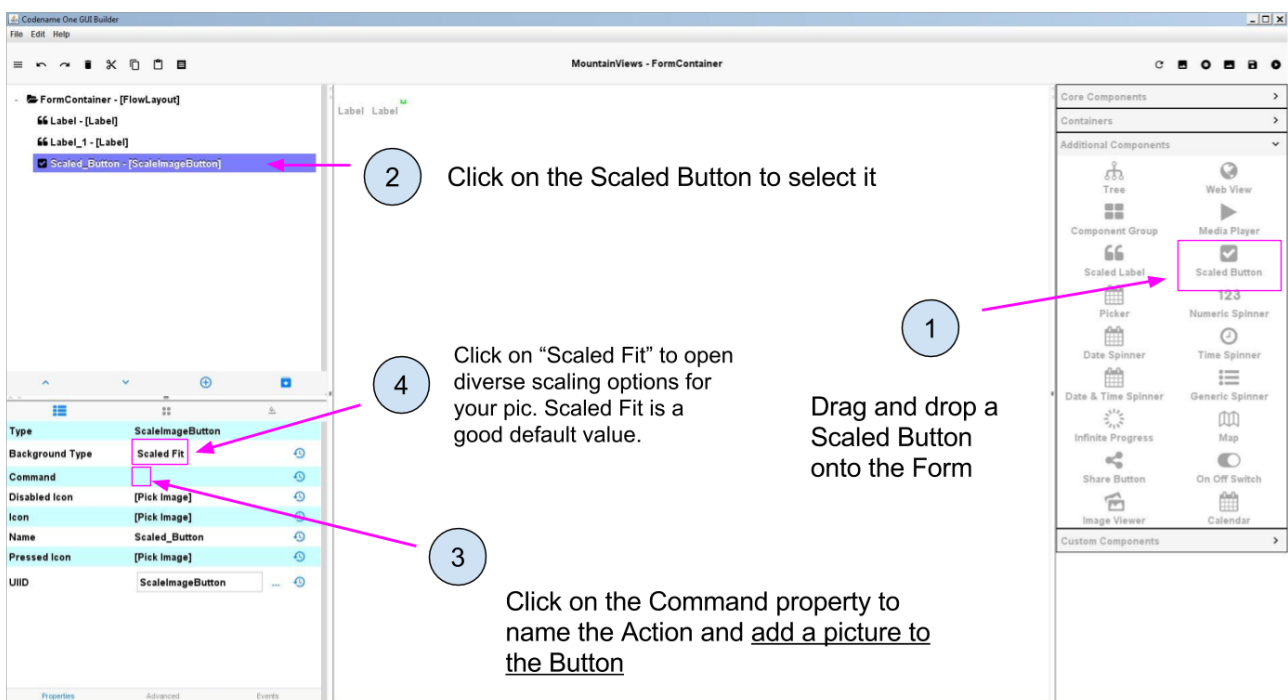 Codename One GUI Builder
File Edit Help
MountainViews - FormContainer
FormContainer - [FlowLayout]
Label - [Label]
Label_1 - [Label]
Scaled_Button - [ScaleImageButton]
Label Label
2
Click on the Scaled Button to select it
Core Components
Containers
Additional Components
Tree
Web View
Component Group
Media Player
Scaled Label
Scaled Button
Picker
123
Numeric Spinner
Date Spinner
Time Spinner
Date & Time Spinner
Generic Spinner
Infinite Progress
Map
Share Button
On Off Switch
Image Viewer
Calendar
Custom Components
1
Drag and drop a
Scaled Button
onto the Form
4
Click on “Scaled Fit” to open
diverse scaling options for
your pic. Scaled Fit is a
good default value.
Type ScaleImageButton
Background Type Scaled Fit
Command
Disabled Icon [Pick Image]
Icon [Pick Image]
Name Scaled_Button
Pressed Icon [Pick Image]
UIID ScaleImageButton ...
3
Click on the Command property to
name the Action and add a picture to
the Button
Properties Advanced Events